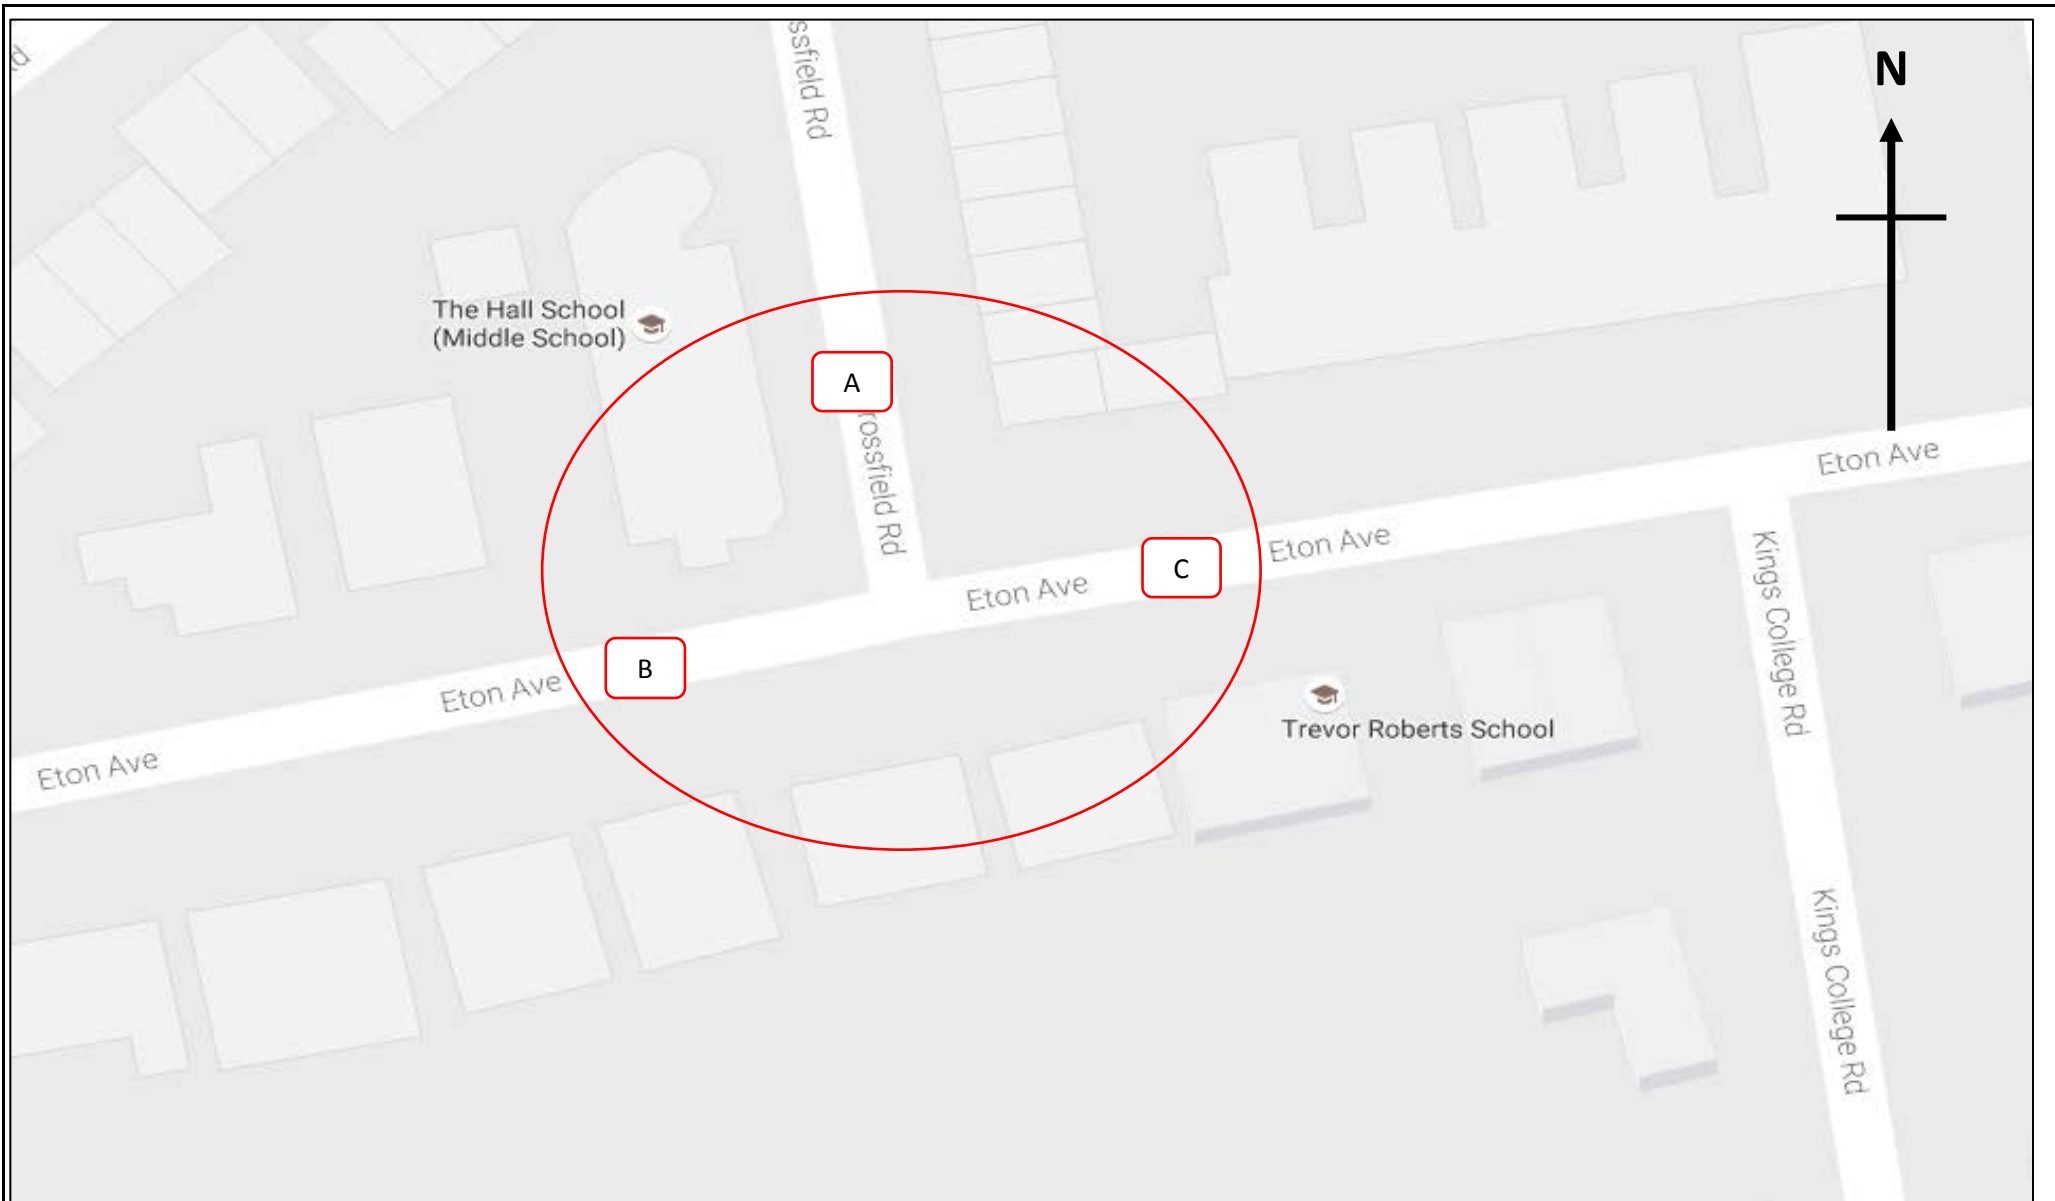 d
ssfield Rd
N
The Hall School
(Middle School)
A
rossfield Rd
Eton Ave
Eton Ave
C
Eton Ave
Kings College Rd
Eton Ave
B
Eton Ave
Trevor Roberts School
Kings College Rd